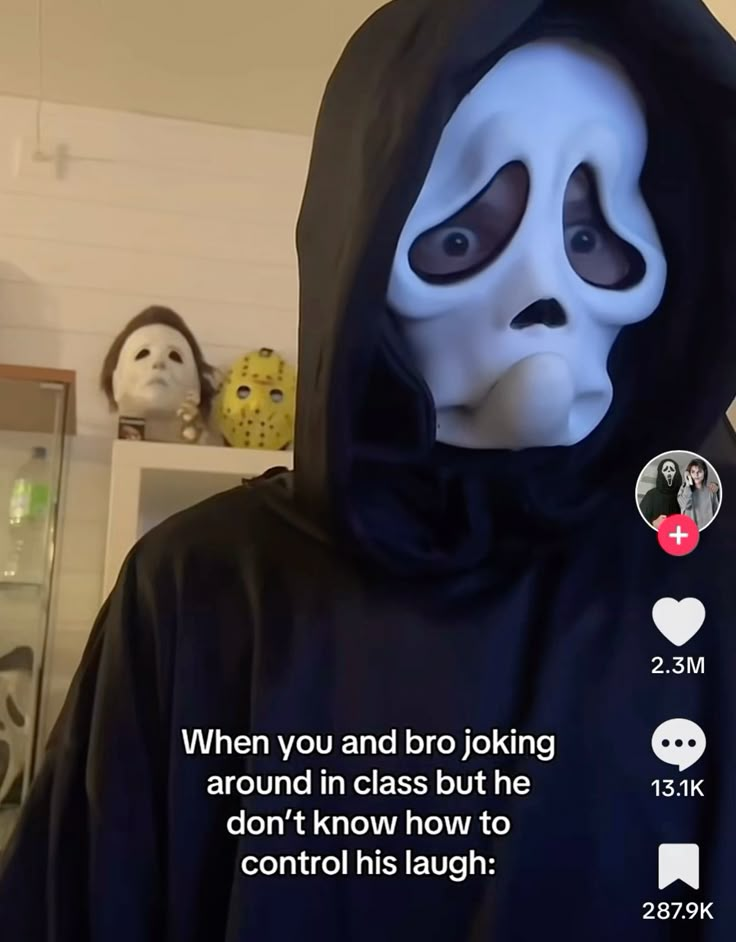 When you and bro joking
around in class but he
don't know how to
control his laugh:
2.3M
13.1K
287.9K